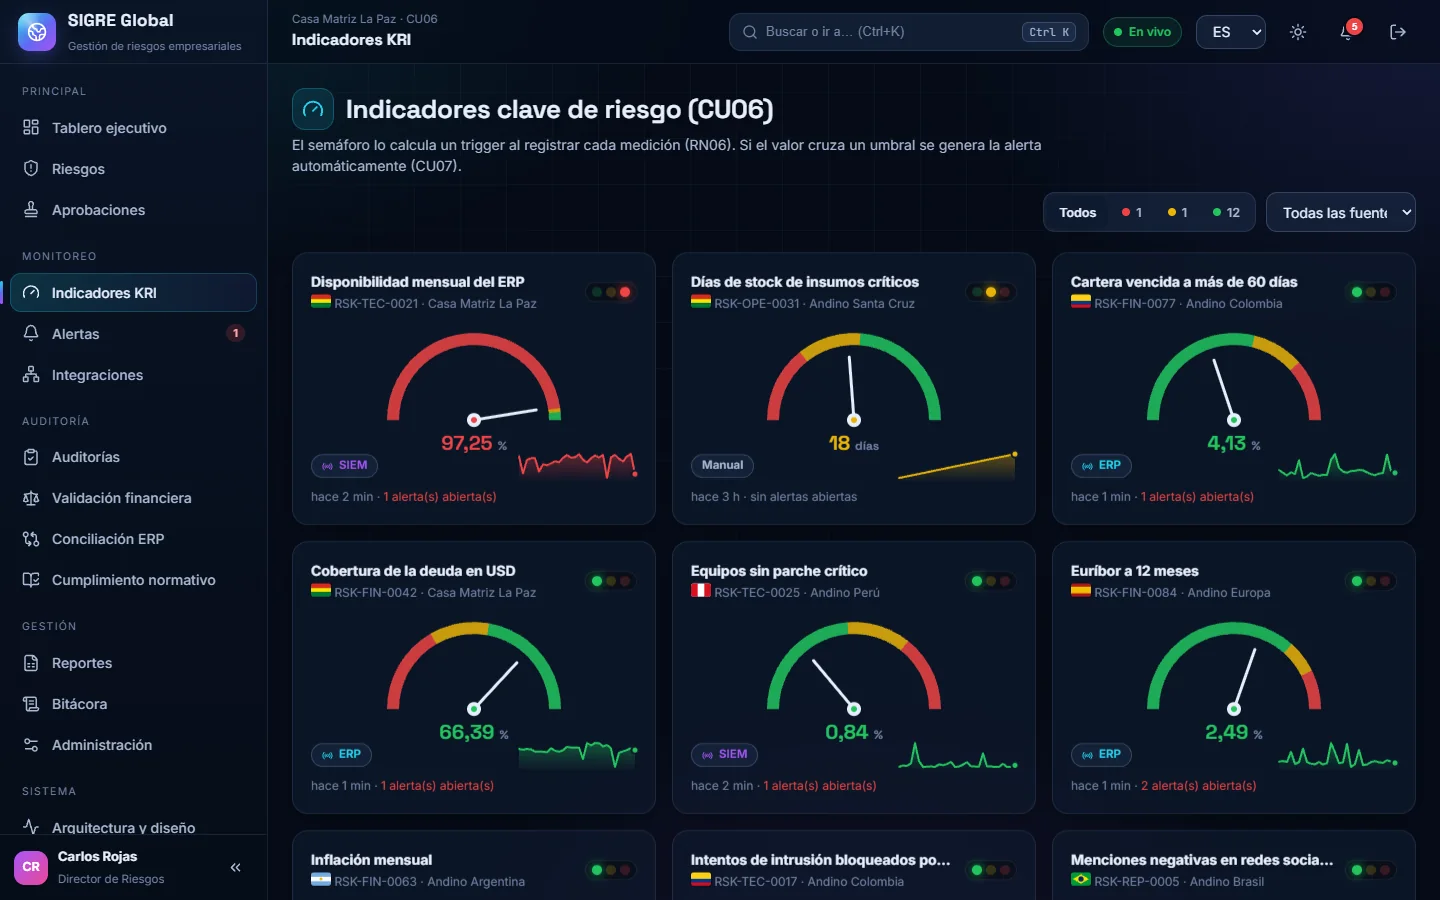 SIGRE Global
Gestión de riesgos empresariales
PRINCIPAL
Tablero ejecutivo
Riesgos
Aprobaciones
MONITOREO
Indicadores KRI
Alertas
1
Integraciones
AUDITORÍA
Auditorías
Validación financiera
Conciliación ERP
Cumplimiento normativo
GESTIÓN
Reportes
Bitácora
Administración
SISTEMA
Arquitectura y diseño
CR
Carlos Rojas
Director de Riesgos
Casa Matriz La Paz · CU06
Indicadores KRI
Buscar o ir a... (Ctrl+K)
Ctrl K
En vivo
ES
5
Indicadores clave de riesgo (CU06)
El semáforo lo calcula un trigger al registrar cada medición (RN06). Si el valor cruza un umbral se genera la alerta
automáticamente (CU07).
Todos
1
1
12
Todas las fuent
Disponibilidad mensual del ERP
RSK-TEC-0021 · Casa Matriz La Paz
97,25 %
SIEM
hace 2 min · 1 alerta(s) abierta(s)
Días de stock de insumos críticos
RSK-OPE-0031 · Andino Santa Cruz
18 días
Manual
hace 3 h · sin alertas abiertas
Cartera vencida a más de 60 días
RSK-FIN-0077 · Andino Colombia
4,13 %
ERP
hace 1 min · 1 alerta(s) abierta(s)
Cobertura de la deuda en USD
RSK-FIN-0042 · Casa Matriz La Paz
66,39 %
ERP
hace 1 min · 1 alerta(s) abierta(s)
Equipos sin parche crítico
RSK-TEC-0025 · Andino Perú
0,84 %
SIEM
hace 2 min · 1 alerta(s) abierta(s)
Euríbor a 12 meses
RSK-FIN-0084 · Andino Europa
2,49 %
ERP
hace 1 min · 2 alerta(s) abierta(s)
Inflación mensual
RSK-FIN-0063 · Andino Argentina
Intentos de intrusión bloqueados po...
RSK-TEC-0017 · Andino Colombia
Menciones negativas en redes socia...
RSK-REP-0005 · Andino Brasil